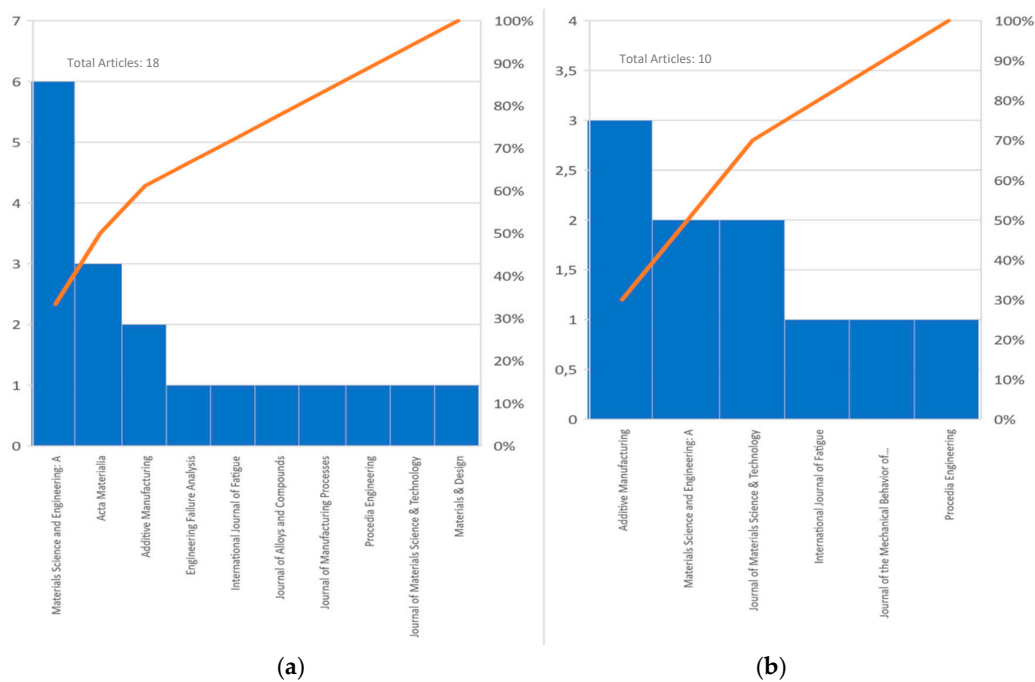 7
6
5
4
3
2
1
0
Total Articles: 18
100%
90%
80%
70%
60%
50%
40%
30%
20%
10%
0%
Materials Science and Engineering: A
Acta Materialia
Additive Manufacturing
Engineering Failure Analysis
International Journal of Fatigue
Journal of Alloys and Compounds
Journal of Manufacturing Processes
Procedia Engineering
Journal of Materials Science & Technology
Materials & Design
(a)
4
3,5
3
2,5
2
1,5
1
0,5
0
Total Articles: 10
100%
90%
80%
70%
60%
50%
40%
30%
20%
10%
0%
Additive Manufacturing
Materials Science and Engineering: A
Journal of Materials Science & Technology
International Journal of Fatigue
Journal of the Mechanical Behavior of...
Procedia Engineering
(b)